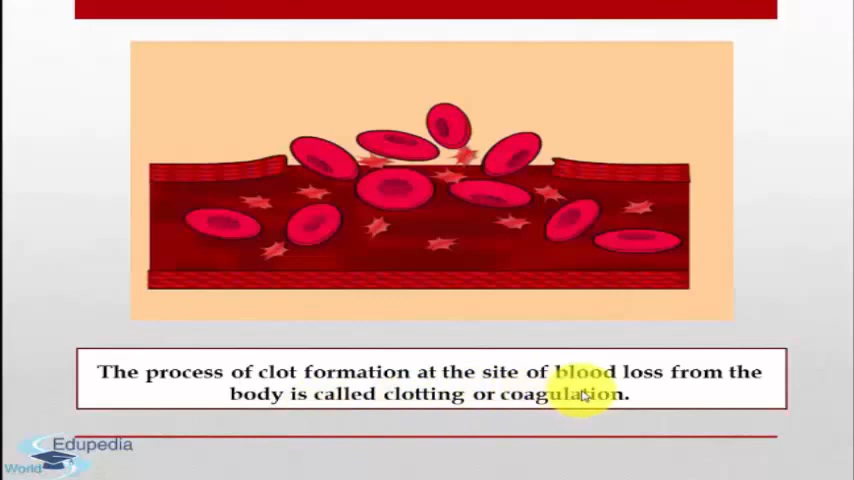 The process of clot formation at the site of blood loss from the
body is called clotting or coagulation.
Edupedia
World